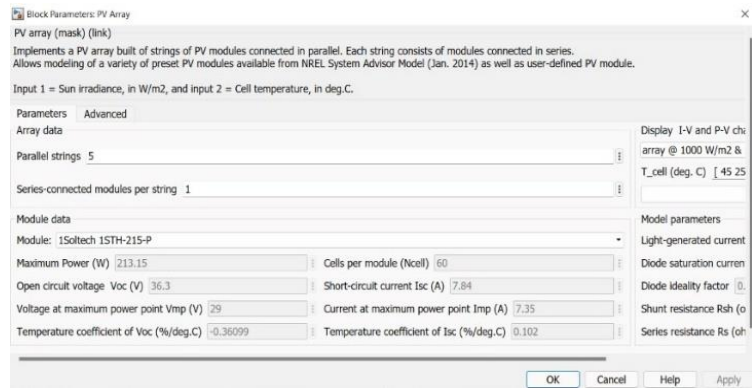 Block Parameters: PV Array
PV array (mask) (link)
Implements a PV array built of strings of PV modules connected in parallel. Each string consists of modules connected in series.
Allows modeling of a variety of preset PV modules available from NREL System Advisor Model (Jan. 2014) as well as user-defined PV module.
Input 1 = Sun irradiance, in W/m2, and input 2 = Cell temperature, in deg.C.
Parameters Advanced
Array data
Parallel strings 5
Series-connected modules per string 1
Display I-V and P-V cha
array @ 1000 W/m2 &
T_cell (deg. C) [ 45 25
Module data
Module: 1Soltech 1STH-215-P
Maximum Power (W) 213.15 Cells per module (Ncell) 60
Open circuit voltage Voc (V) 36.3 Short-circuit current Isc (A) 7.84
Voltage at maximum power point Vmp (V) 29 Current at maximum power point Imp (A) 7.35
Temperature coefficient of Voc (%/deg.C) -0.36099 Temperature coefficient of Isc (%/deg.C) 0.102
Model parameters
Light-generated current
Diode saturation curren
Diode ideality factor 0.
Shunt resistance Rsh (o
Series resistance Rs (oh
OK Cancel Help Apply